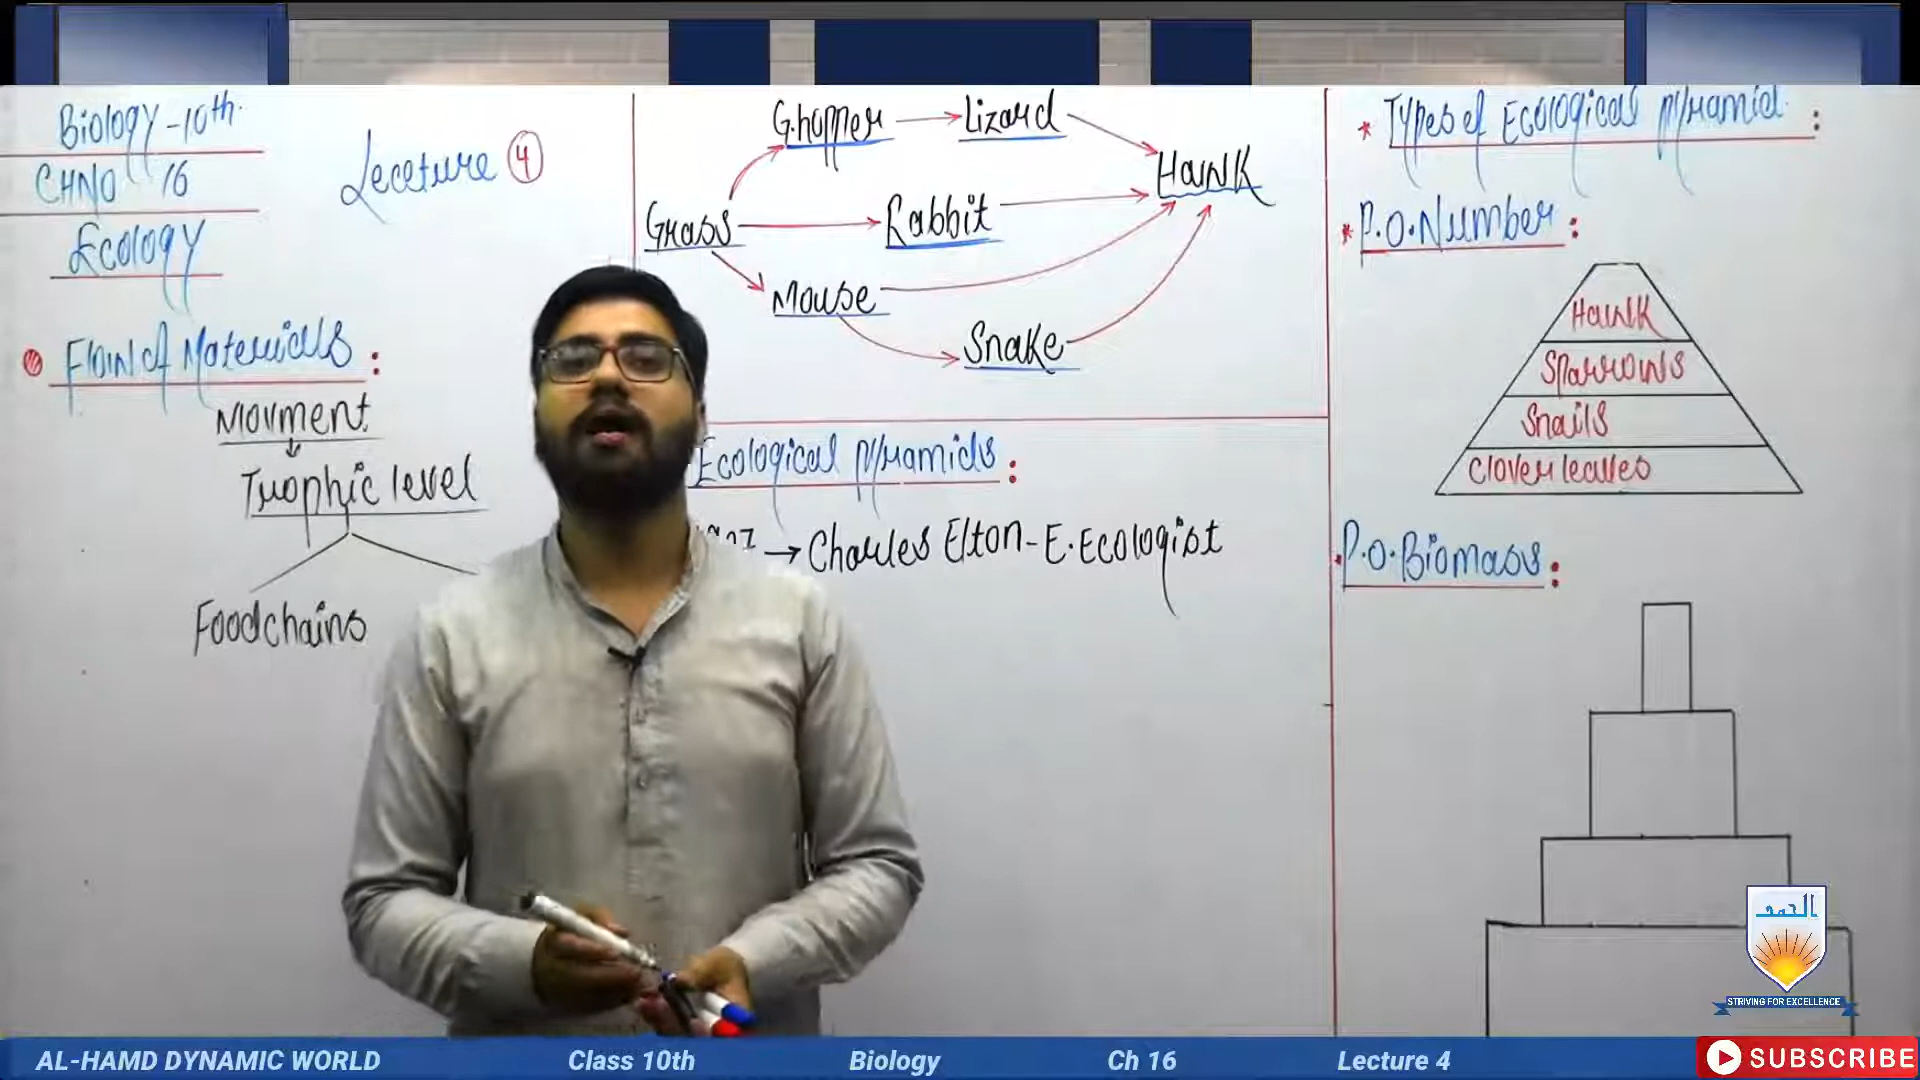 Biology-10th.
CHNO 16
Ecology
Lecture 4
Flow of Materials :
Movment.
Trophic level
Foodchains
G.hopper
Lizard
Hawk
Grass
Rabbit
Mouse
Snake
Ecological pyramids :
→ Charles Elton-E.Ecologist
* Types of Ecological pyramid :
* P.O.Number :
Hawk
Sparrows
Snails
Clover leaves
P.O.Biomass :
الحمد
STRIVING FOR EXCELLENCE
AL-HAMD DYNAMIC WORLD
Class 10th
Biology
Ch 16
Lecture 4
SUBSCRIBE